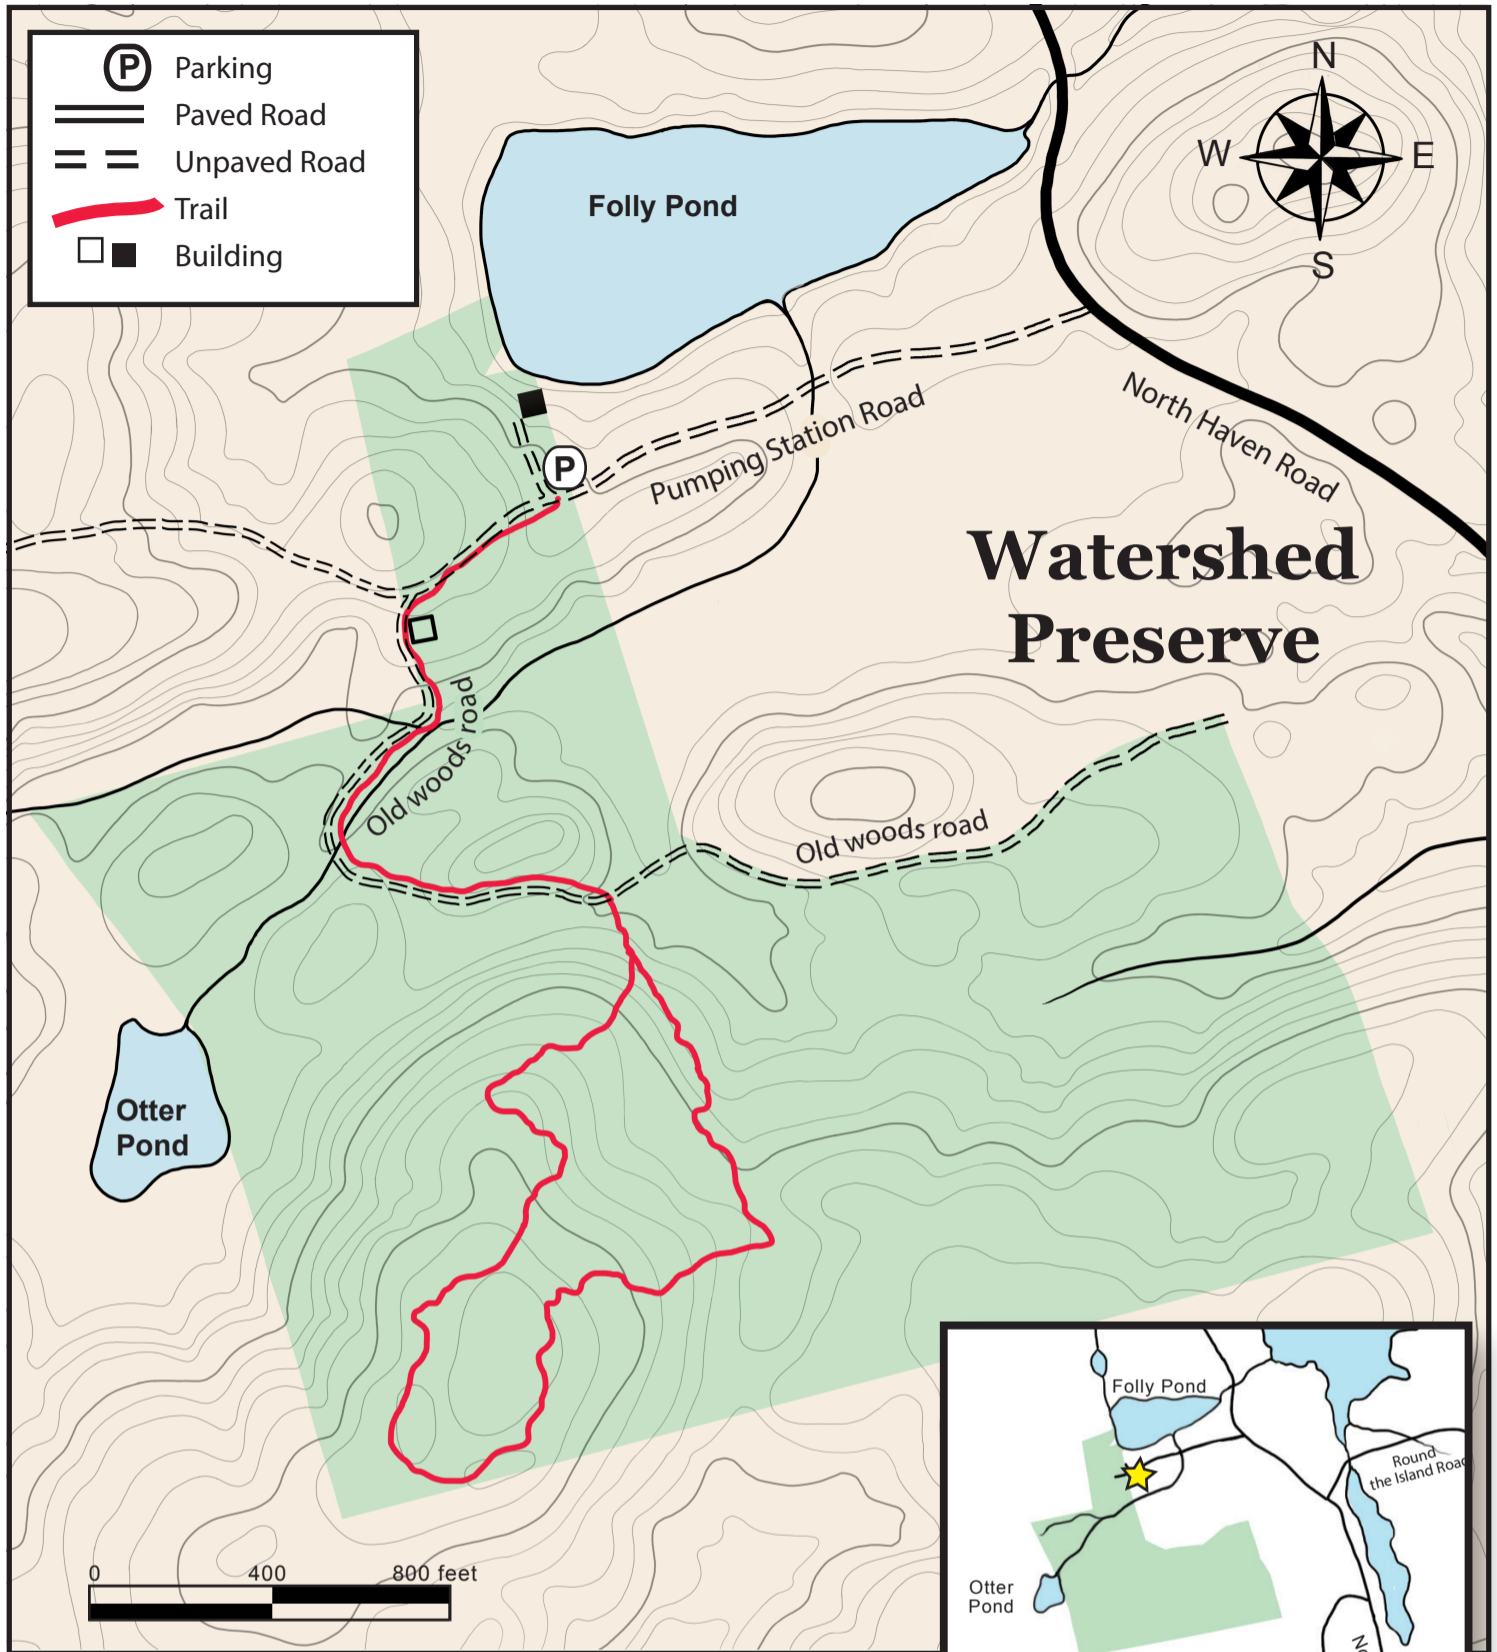 P
Parking
Paved Road
Unpaved Road
Trail
Building
N
W
E
S
Folly Pond
P
Pumping Station Road
North Haven Road
Watershed
Preserve
Old woods road
Old woods road
Otter
Pond
0
400
800 feet
Folly Pond
Round
the Island Road
Otter
Pond
No